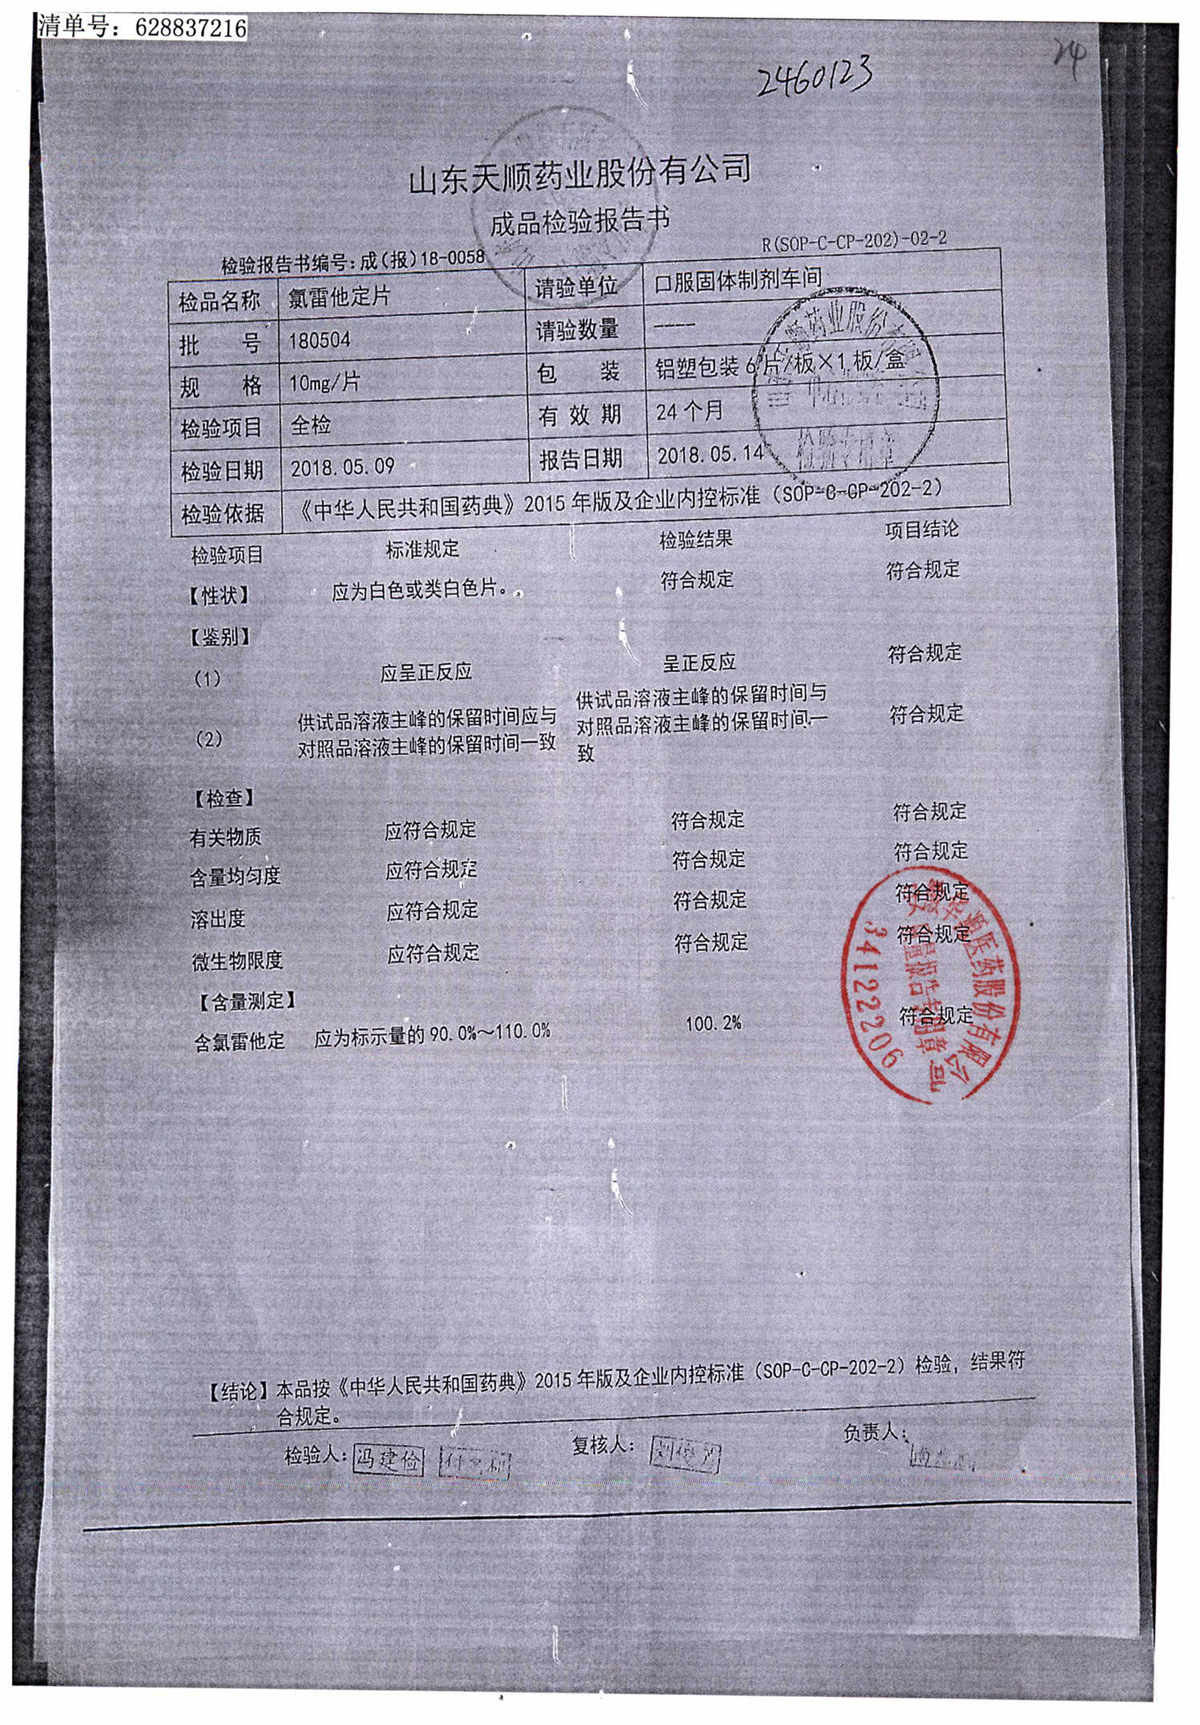 清单号：628837216
24
2460123
山东天顺药业股份有公司
成品检验报告书
检验报告书编号:成(报)18-0058
R(SOP-C-CP-202)-02-2
检品名称 氯雷他定片 请验单位 口服固体制剂车间
批 号 180504 请验数量 ----
规 格 10mg/片 包 装 铝塑包装 6 片/板×1 板/盒
检验项目 全检 有 效 期 24 个月
检验日期 2018.05.09 报告日期 2018.05.14
检验依据 《中华人民共和国药典》2015 年版及企业内控标准（SOP-C-CP-202-2）
检验专用章
检验项目 标准规定 检验结果 项目结论
【性状】 应为白色或类白色片。 符合规定 符合规定
【鉴别】
(1) 应呈正反应 呈正反应 符合规定
(2) 供试品溶液主峰的保留时间应与对照品溶液主峰的保留时间一致 供试品溶液主峰的保留时间与对照品溶液主峰的保留时间一致 符合规定
【检查】
有关物质 应符合规定 符合规定 符合规定
含量均匀度 应符合规定 符合规定 符合规定
溶出度 应符合规定 符合规定 符合规定
微生物限度 应符合规定 符合规定 符合规定
【含量测定】
含氯雷他定 应为标示量的 90.0%～110.0% 100.2% 符合规定
34122206
【结论】本品按《中华人民共和国药典》2015 年版及企业内控标准（SOP-C-CP-202-2）检验，结果符
合规定。
检验人: 冯建俭 复核人: 负责人: